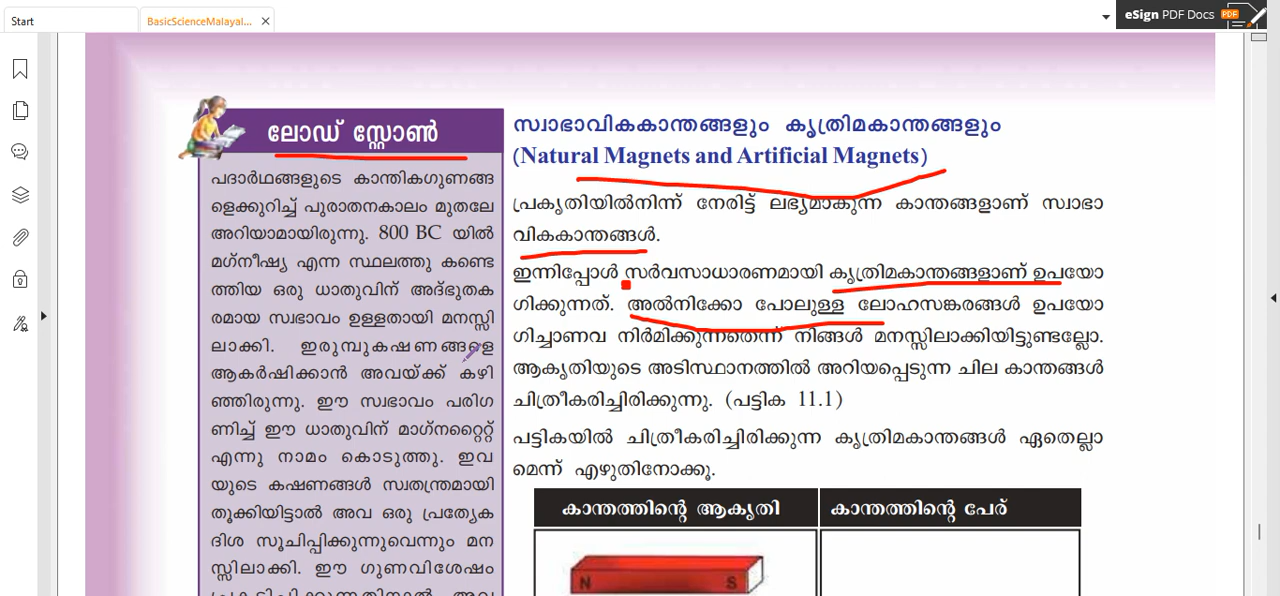 Start
BasicScienceMalayal...
eSign PDF Docs
PDF
ലോഡ് സ്റ്റോൺ
പദാർഥങ്ങളുടെ കാന്തികഗുണങ്ങ
ളെക്കുറിച്ച് പുരാതനകാലം മുതലേ
അറിയാമായിരുന്നു. 800 BC യിൽ
മഗ്നീഷ്യ എന്ന സ്ഥലത്തു കണ്ടെ
ത്തിയ ഒരു ധാതുവിന് അദ്ഭുതക
രമായ സ്വഭാവം ഉള്ളതായി മനസ്സി
ലാക്കി. ഇരുമ്പുകഷണങ്ങളെ
ആകർഷിക്കാൻ അവയ്ക്ക് കഴി
ഞ്ഞിരുന്നു. ഈ സ്വഭാവം പരിഗ
ണിച്ച് ഈ ധാതുവിന് മാഗ്നറ്റൈറ്റ്
എന്നു നാമം കൊടുത്തു. ഇവ
യുടെ കഷണങ്ങൾ സ്വതന്ത്രമായി
തൂക്കിയിട്ടാൽ അവ ഒരു പ്രത്യേക
ദിശ സൂചിപ്പിക്കുന്നുവെന്നും മന
സ്സിലാക്കി. ഈ ഗുണവിശേഷം
പ്രകടിപ്പിക്കുന്നതിനാൽ അവ
സ്വാഭാവികകാന്തങ്ങളും കൃത്രിമകാന്തങ്ങളും
(Natural Magnets and Artificial Magnets)
പ്രകൃതിയിൽനിന്ന് നേരിട്ട് ലഭ്യമാകുന്ന കാന്തങ്ങളാണ് സ്വാഭാ
വികകാന്തങ്ങൾ.
ഇന്നിപ്പോൾ സർവസാധാരണമായി കൃത്രിമകാന്തങ്ങളാണ് ഉപയോ
ഗിക്കുന്നത്. അൽനിക്കോ പോലുള്ള ലോഹസങ്കരങ്ങൾ ഉപയോ
ഗിച്ചാണവ നിർമിക്കുന്നതെന്ന് നിങ്ങൾ മനസ്സിലാക്കിയിട്ടുണ്ടല്ലോ.
ആകൃതിയുടെ അടിസ്ഥാനത്തിൽ അറിയപ്പെടുന്ന ചില കാന്തങ്ങൾ
ചിത്രീകരിച്ചിരിക്കുന്നു. (പട്ടിക 11.1)
പട്ടികയിൽ ചിത്രീകരിച്ചിരിക്കുന്ന കൃത്രിമകാന്തങ്ങൾ ഏതെല്ലാ
മെന്ന് എഴുതിനോക്കൂ.
കാന്തത്തിന്റെ ആകൃതി
കാന്തത്തിന്റെ പേര്
N S